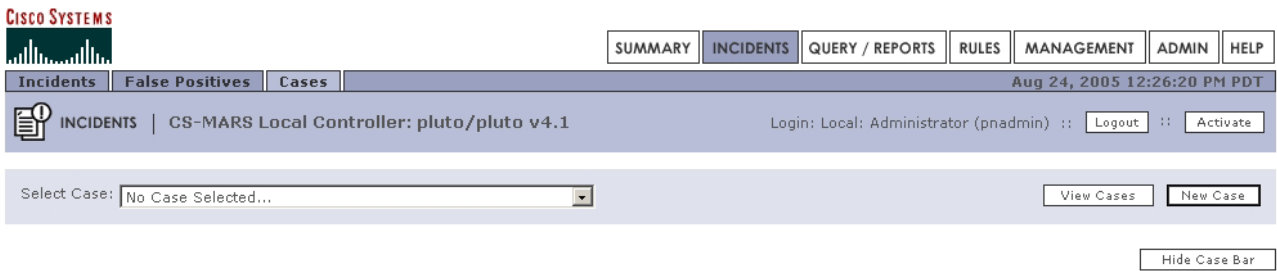 CISCO SYSTEMS
SUMMARY INCIDENTS QUERY / REPORTS RULES MANAGEMENT ADMIN HELP
Incidents False Positives Cases Aug 24, 2005 12:26:20 PM PDT
INCIDENTS | CS-MARS Local Controller: pluto/pluto v4.1 Login: Local: Administrator (pnadmin) :: Logout :: Activate
Select Case: No Case Selected... View Cases New Case
Hide Case Bar